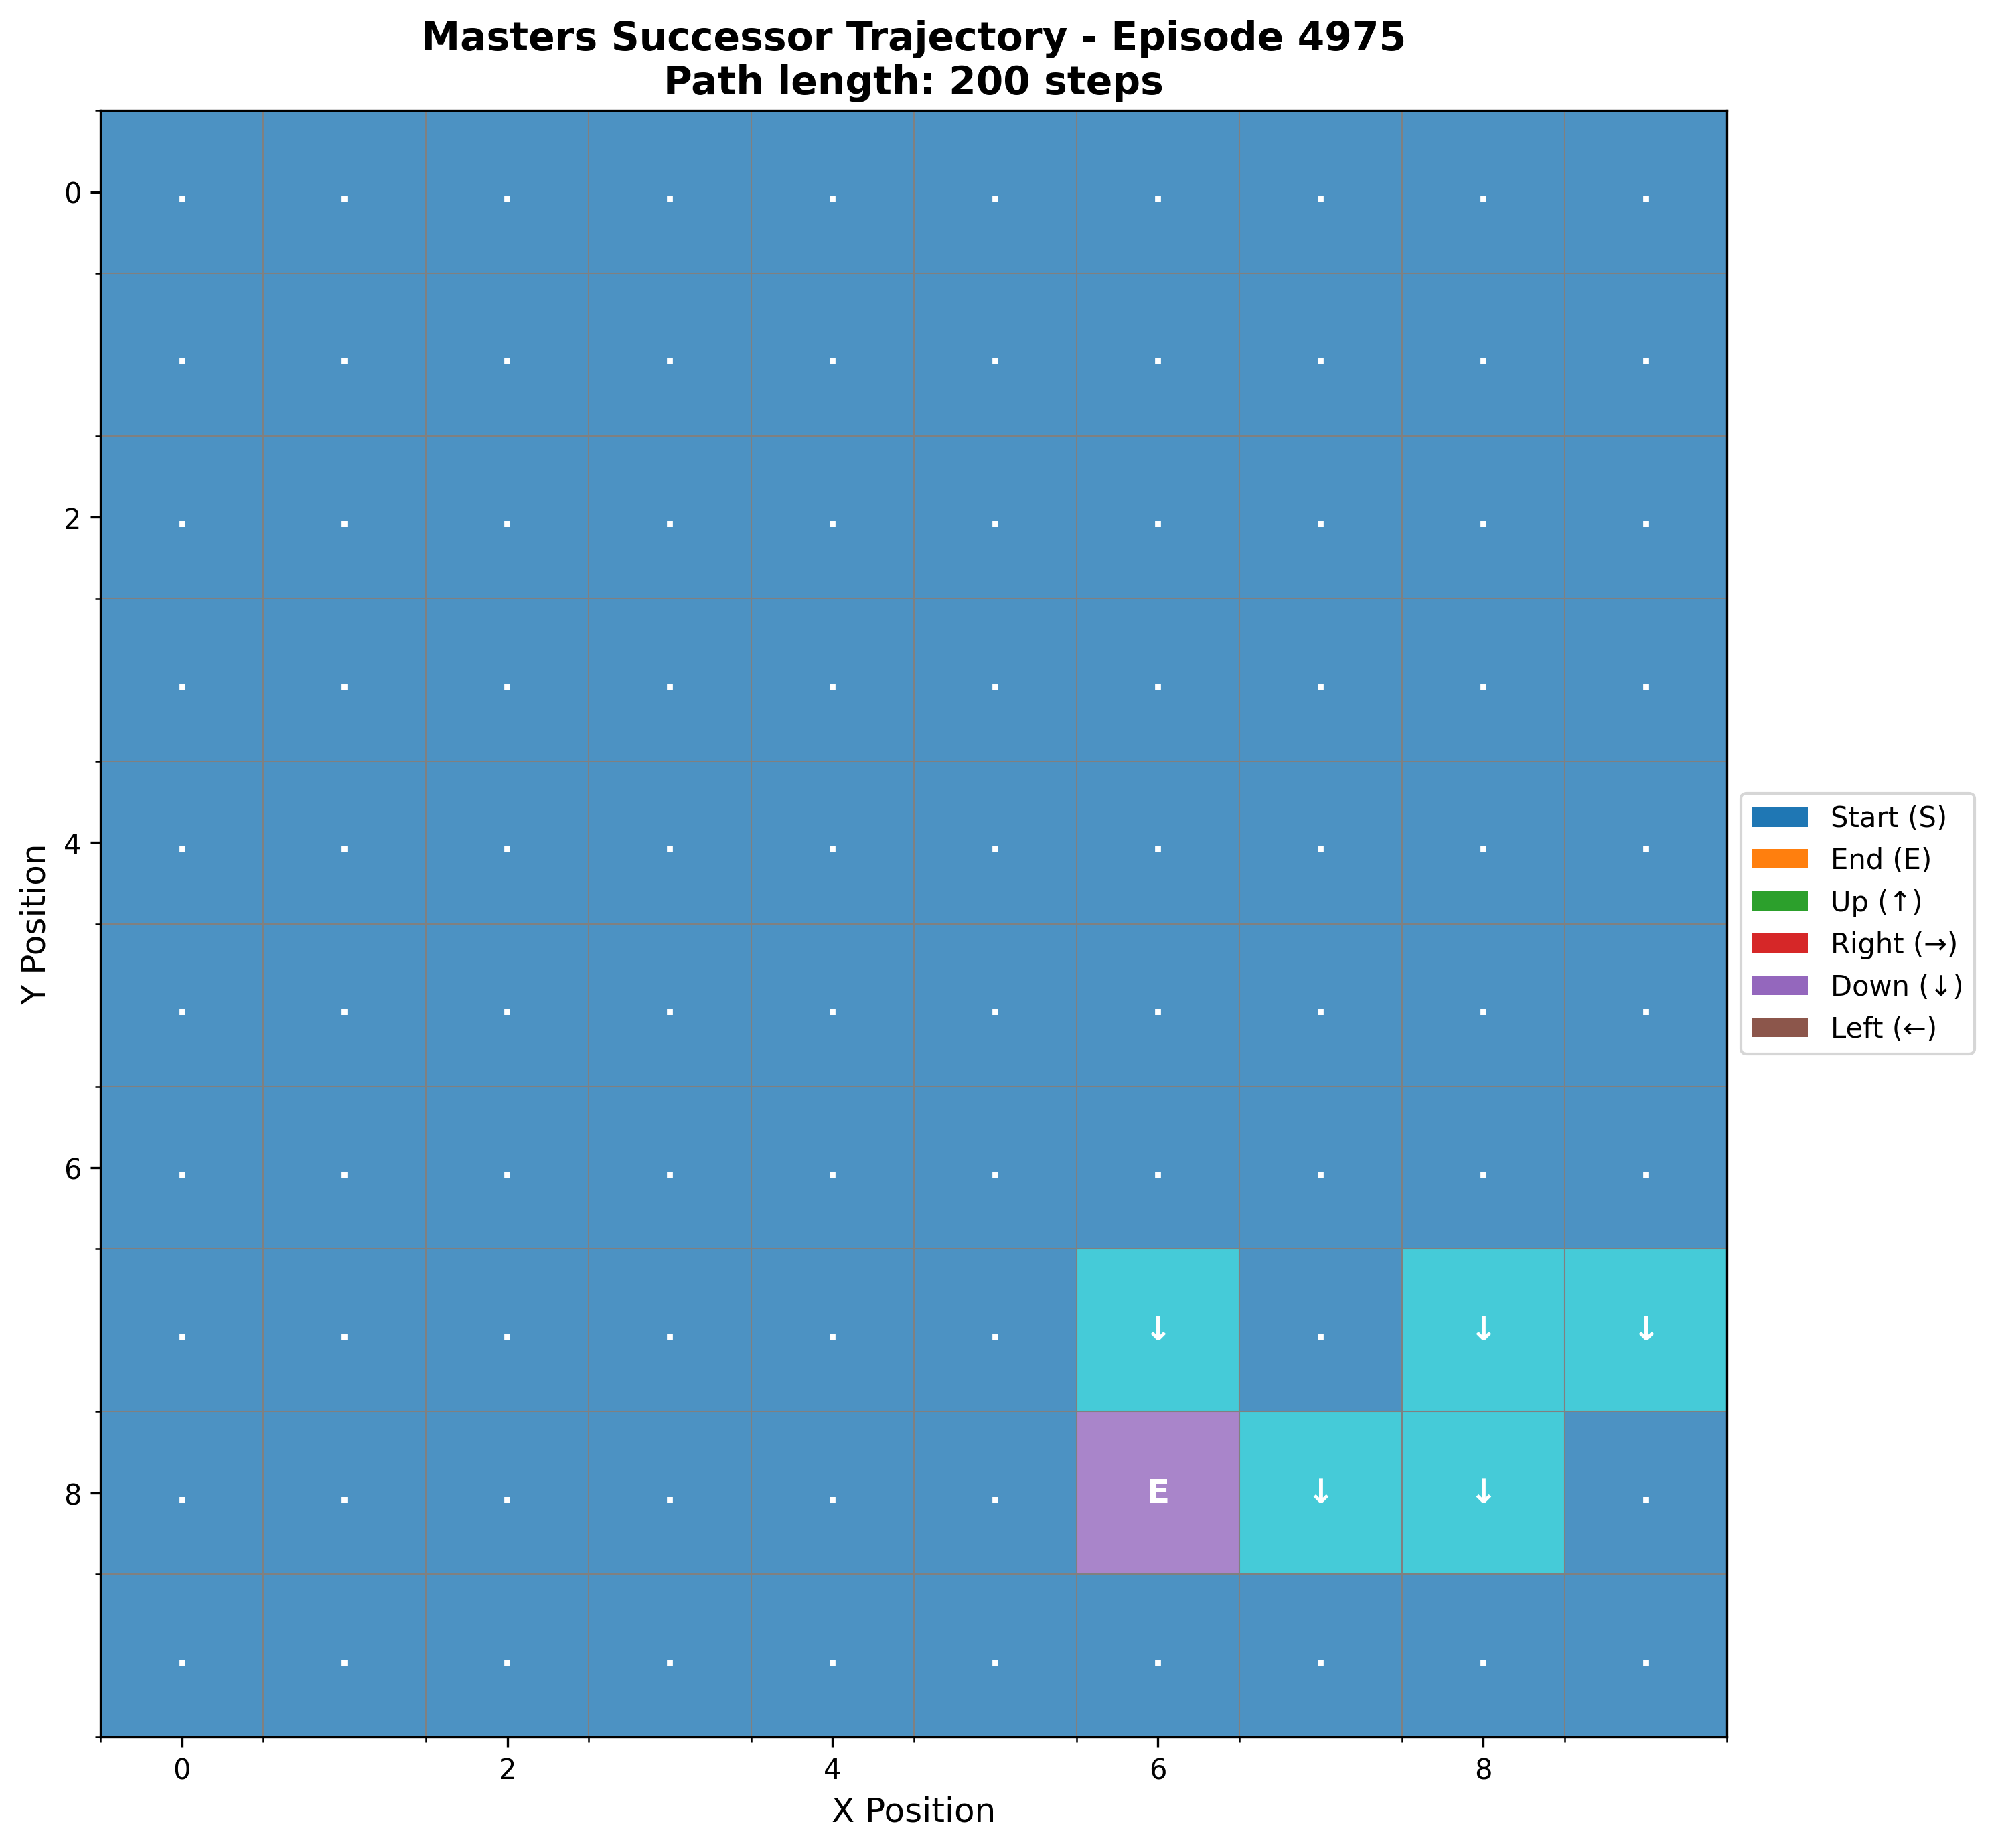 Masters Successor Trajectory - Episode 4975
Path length: 200 steps
0
2
4
6
↓ ↓ ↓
8
E ↓ ↓
0 2 4 6 8
X Position
Y Position
Start (S)
End (E)
Up (↑)
Right (→)
Down (↓)
Left (←)